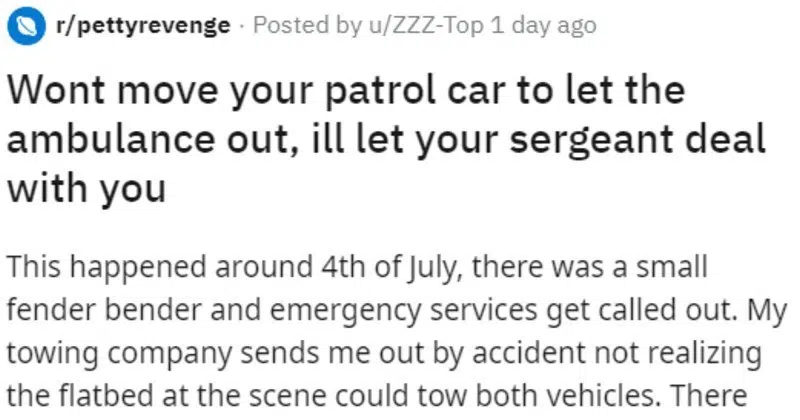 r/pettyrevenge · Posted by u/ZZZ-Top 1 day ago
Wont move your patrol car to let the
ambulance out, ill let your sergeant deal
with you
This happened around 4th of July, there was a small
fender bender and emergency services get called out. My
towing company sends me out by accident not realizing
the flatbed at the scene could tow both vehicles. There